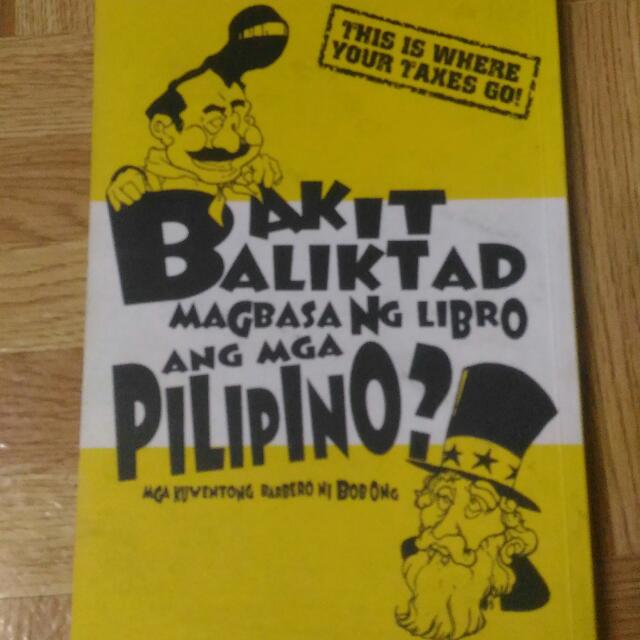 THIS IS WHERE
YOUR TAXES GO!
BAKIT
BALIKTAD
MAGBASA NG LIBRO
ANG MGA
PILIPINO?
MGA KUWENTONG BARBERO NI BOB ONG